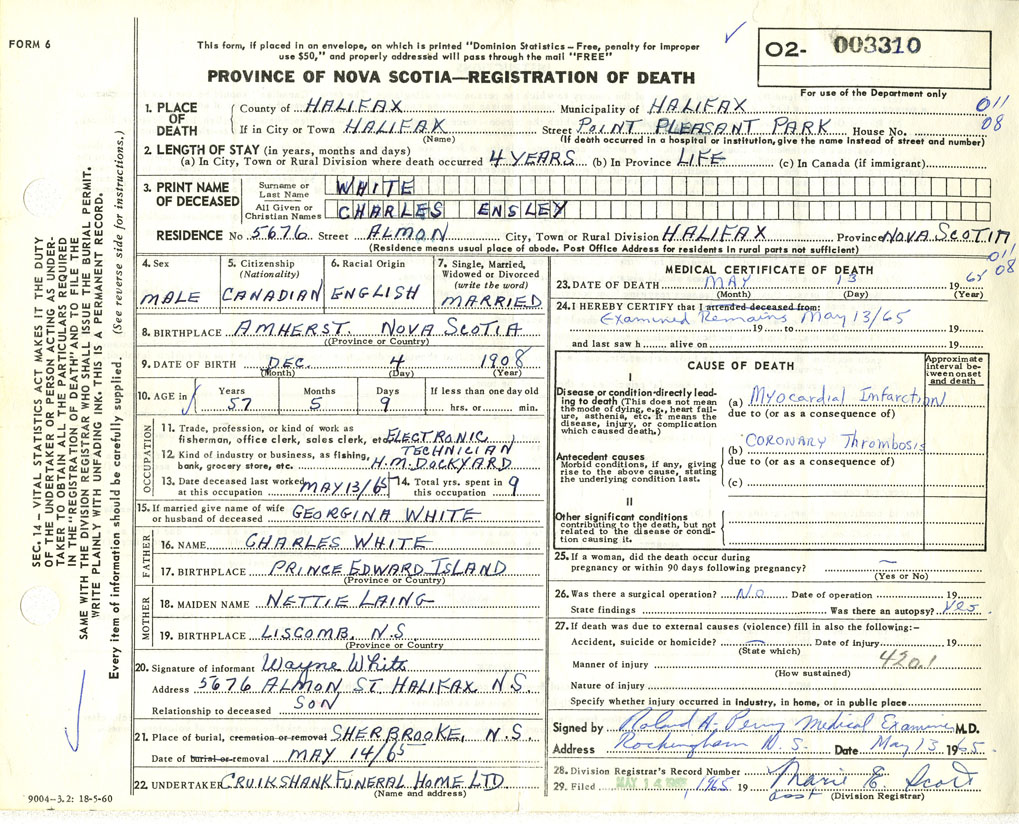 FORM 6
This form, if placed in an envelope, on which is printed "Dominion Statistics – Free, penalty for improper
use $50," and properly addressed will pass through the mail "FREE"
PROVINCE OF NOVA SCOTIA—REGISTRATION OF DEATH
O2- 003310
For use of the Department only
SEC. 14 – VITAL STATISTICS ACT MAKES IT THE DUTY
OF THE UNDERTAKER OR PERSON ACTING AS UNDER-
TAKER TO OBTAIN ALL THE PARTICULARS REQUIRED
IN THE "REGISTRATION OF DEATH" AND TO FILE THE
SAME WITH THE DIVISION REGISTRAR WHO SHALL ISSUE THE BURIAL PERMIT.
WRITE PLAINLY WITH UNFADING INK. THIS IS A PERMANENT RECORD.
Every item of information should be carefully supplied. (See reverse side for instructions.)
1. PLACE OF DEATH
County of HALIFAX Municipality of HALIFAX 011
If in City or Town HALIFAX Street POINT PLEASANT PARK House No. 08
(Name) (If death occurred in a hospital or institution, give the name instead of street and number)
2. LENGTH OF STAY (in years, months and days)
(a) In City, Town or Rural Division where death occurred 4 YEARS (b) In Province LIFE (c) In Canada (if immigrant)
3. PRINT NAME OF DECEASED
Surname or Last Name WHITE
All Given or Christian Names CHARLES ENSLEY
RESIDENCE No 5676 Street ALMON City, Town or Rural Division HALIFAX Province NOVA SCOTIA
(Residence means usual place of abode. Post Office Address for residents in rural parts not sufficient)
011
08
4. Sex
MALE
5. Citizenship
(Nationality)
CANADIAN
6. Racial Origin
ENGLISH
7. Single, Married,
Widowed or Divorced
(write the word)
MARRIED
8. BIRTHPLACE AMHERST. NOVA SCOTIA
((Province or Country)
9. DATE OF BIRTH DEC. 4 1908
(Month) (Day) (Year)
10. AGE in
Years Months Days If less than one day old
57 5 9 hrs. or min.
OCCUPATION
11. Trade, profession, or kind of work as
fisherman, office clerk, sales clerk, etc. ELECTRONIC
TECHNICIAN
12. Kind of industry or business, as fishing,
bank, grocery store, etc. H.M. DOCKYARD
13. Date deceased last worked
at this occupation MAY 13/65
14. Total yrs. spent in
this occupation 9
15. If married give name of wife
or husband of deceased GEORGINA WHITE
FATHER
16. NAME CHARLES WHITE
17. BIRTHPLACE PRINCE EDWARD ISLAND
(Province or Country)
MOTHER
18. MAIDEN NAME NETTIE LAING
19. BIRTHPLACE LISCOMB, N.S.
(Province or Country)
20. Signature of informant Wayne White
Address 5676 ALMON ST HALIFAX N.S.
Relationship to deceased SON
21. Place of burial, cremation or removal SHERBROOKE, N.S.
Date of burial or removal MAY 14/65
22. UNDERTAKER CRUIKSHANK FUNERAL HOME LTD
(Name and address)
9004–3.2: 18-5-60
MEDICAL CERTIFICATE OF DEATH
23. DATE OF DEATH MAY 13 1965
(Month) (Day) (Year)
24. I HEREBY CERTIFY that I attended deceased from:
Examined Remains May 13/65
19 to 19
and last saw h alive on 19
CAUSE OF DEATH
Approximate
interval be-
tween onset
and death
I
Disease or condition directly lead-
ing to death (This does not mean
the mode of dying, e.g., heart fail-
ure, asthenia, etc. It means the
disease, injury, or complication
which caused death.)
(a) Myocardial Infarction
due to (or as a consequence of)
Antecedent causes
Morbid conditions, if any, giving
rise to the above cause, stating
the underlying condition last.
(b) CORONARY Thrombosis
due to (or as a consequence of)
(c)
II
Other significant conditions
contributing to the death, but not
related to the disease or condi-
tion causing it.
25. If a woman, did the death occur during
pregnancy or within 90 days following pregnancy? —
(Yes or No)
26. Was there a surgical operation? No Date of operation 19
State findings Was there an autopsy? Yes
27. If death was due to external causes (violence) fill in also the following:–
Accident, suicide or homicide? — Date of injury 19
(State which)
Manner of injury 420.1
(How sustained)
Nature of injury
Specify whether injury occurred in industry, in home, or in public place
Signed by Roland A. Perry Medical Examiner M.D.
Address Rockingham N.S. Date May 13 1965
28. Division Registrar's Record Number
29. Filed MAY 14 1965 19 Marie E. Scott
asst (Division Registrar)